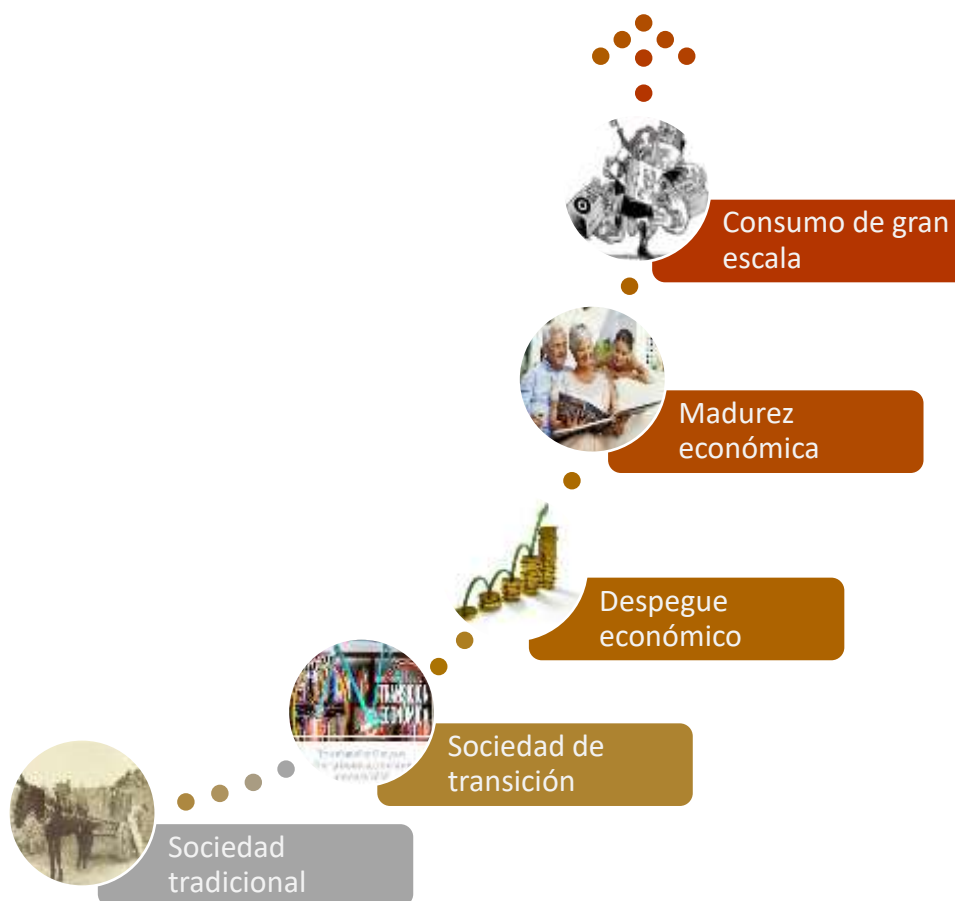 Consumo de gran
escala
Madurez
económica
Despegue
económico
Sociedad de
transición
Sociedad
tradicional